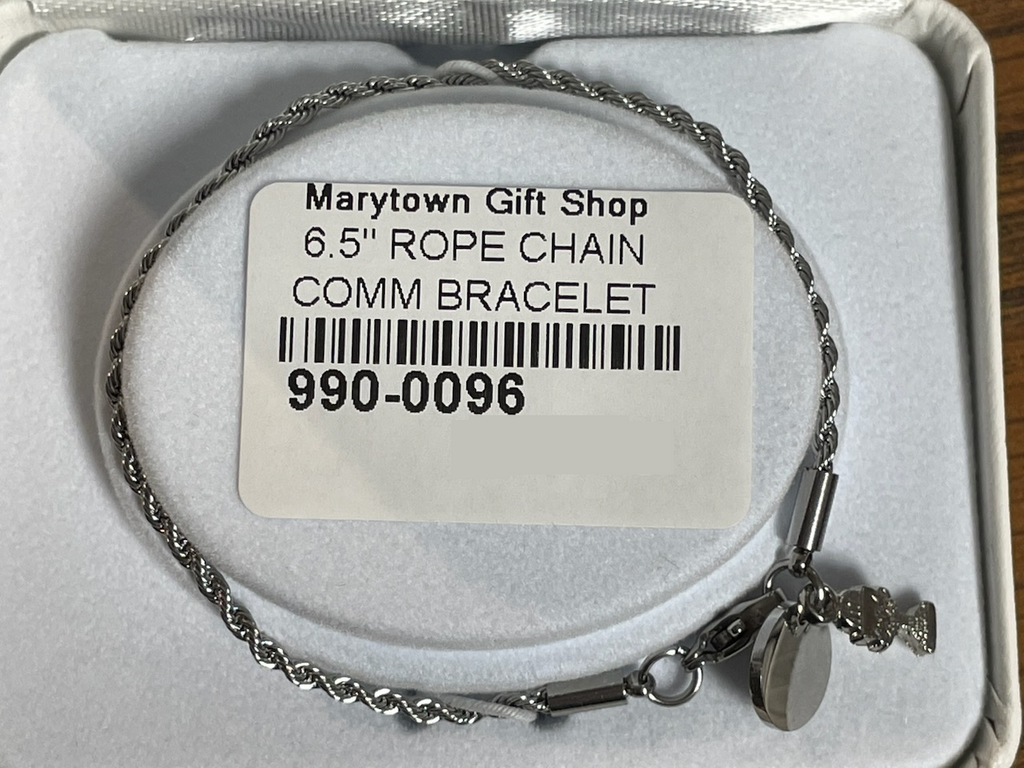 Marytown Gift Shop
6.5" ROPE CHAIN
COMM BRACELET
990-0096